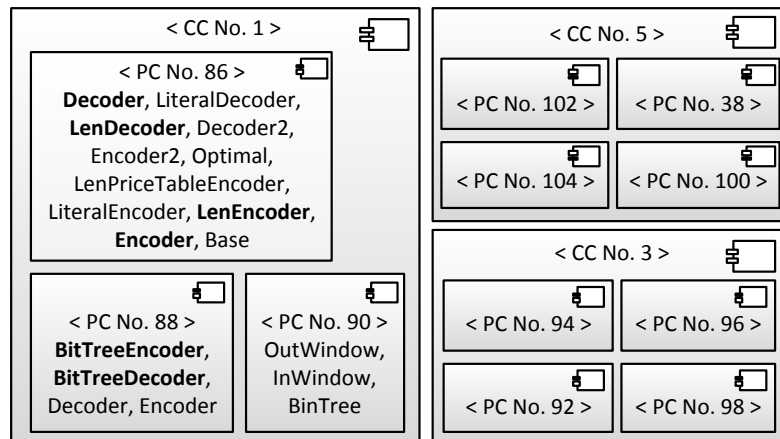 < CC No. 1 >
< PC No. 86 >
Decoder, LiteralDecoder,
LenDecoder, Decoder2,
Encoder2, Optimal,
LenPriceTableEncoder,
LiteralEncoder, LenEncoder,
Encoder, Base
< PC No. 88 >
BitTreeEncoder,
BitTreeDecoder,
Decoder, Encoder
< PC No. 90 >
OutWindow,
InWindow,
BinTree
< CC No. 5 >
< PC No. 102 >
< PC No. 38 >
< PC No. 104 >
< PC No. 100 >
< CC No. 3 >
< PC No. 94 >
< PC No. 96 >
< PC No. 92 >
< PC No. 98 >